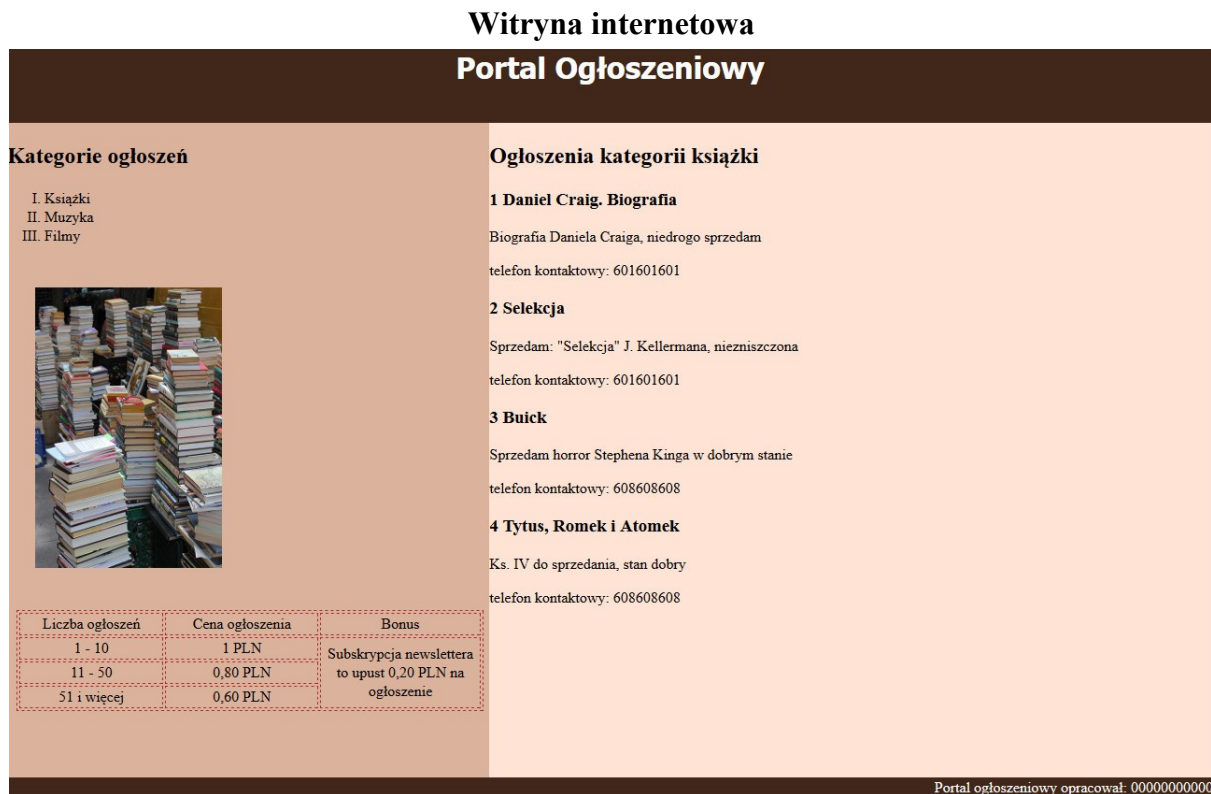 Witryna internetowa
Portal Ogłoszeniowy
Kategorie ogłoszeń
I. Książki
II. Muzyka
III. Filmy
Liczba ogłoszeń Cena ogłoszenia Bonus
1 - 10 1 PLN Subskrypcja newslettera
11 - 50 0,80 PLN to upust 0,20 PLN na
51 i więcej 0,60 PLN ogłoszenie
Ogłoszenia kategorii książki
1 Daniel Craig. Biografia
Biografia Daniela Craiga, niedrogo sprzedam
telefon kontaktowy: 601601601
2 Selekcja
Sprzedam: "Selekcja" J. Kellermana, niezniszczona
telefon kontaktowy: 601601601
3 Buick
Sprzedam horror Stephena Kinga w dobrym stanie
telefon kontaktowy: 608608608
4 Tytus, Romek i Atomek
Ks. IV do sprzedania, stan dobry
telefon kontaktowy: 608608608
Portal ogłoszeniowy opracował: 00000000000